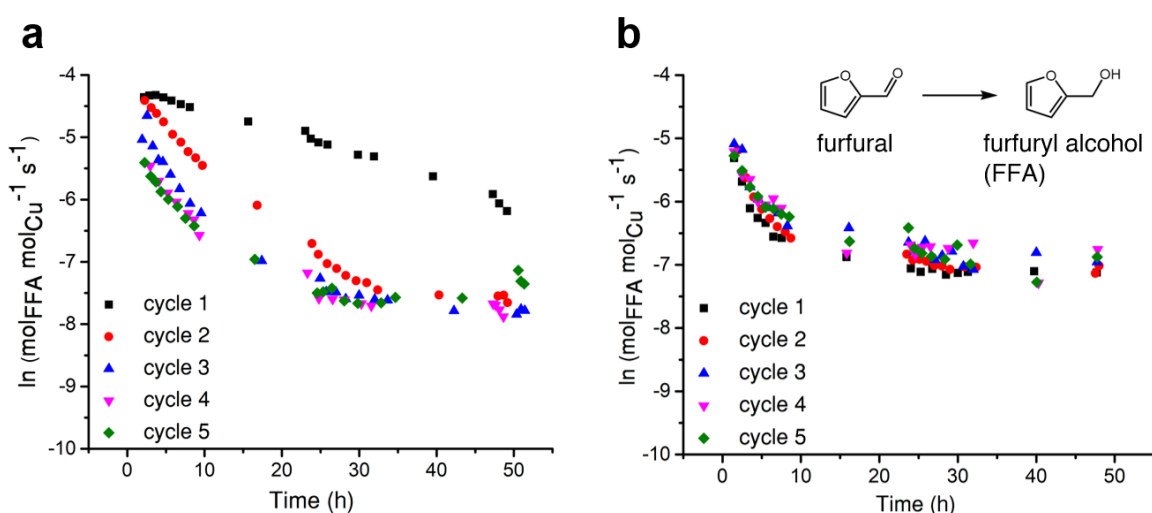 a
-4
-5
-6
-7
-8
-9
-10
0
10
20
30
40
50
Time (h)
ln (molFFA molCu⁻¹ s⁻¹)
cycle 1
cycle 2
cycle 3
cycle 4
cycle 5
b
-4
-5
-6
-7
-8
-9
-10
0
10
20
30
40
50
Time (h)
ln (molFFA molCu⁻¹ s⁻¹)
O
O
furfural
O
OH
furfuryl alcohol
(FFA)
cycle 1
cycle 2
cycle 3
cycle 4
cycle 5